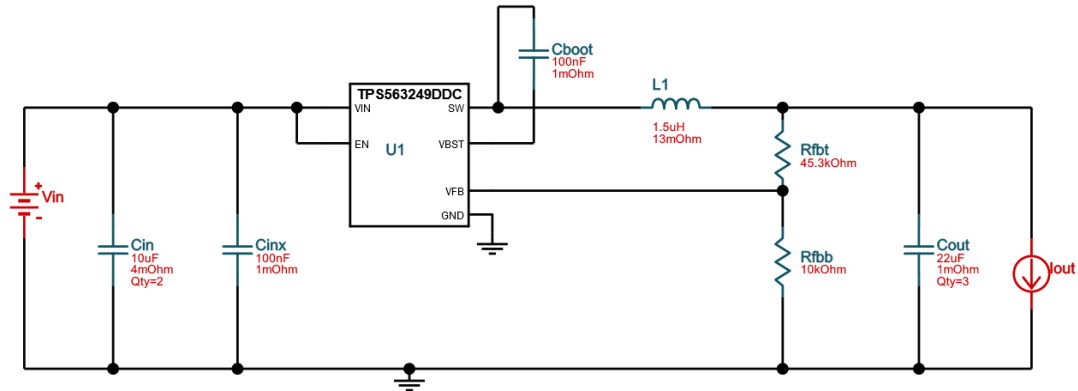 Cboot
100nF
1mOhm
TPS563249DDC
VIN
SW
EN
U1
VBST
VFB
GND
L1
1.5uH
13mOhm
Rfbt
45.3kOhm
+
Vin
-
Cin
10uF
4mOhm
Qty=2
Cinx
100nF
1mOhm
Rfbb
10kOhm
Cout
22uF
1mOhm
Qty=3
Iout